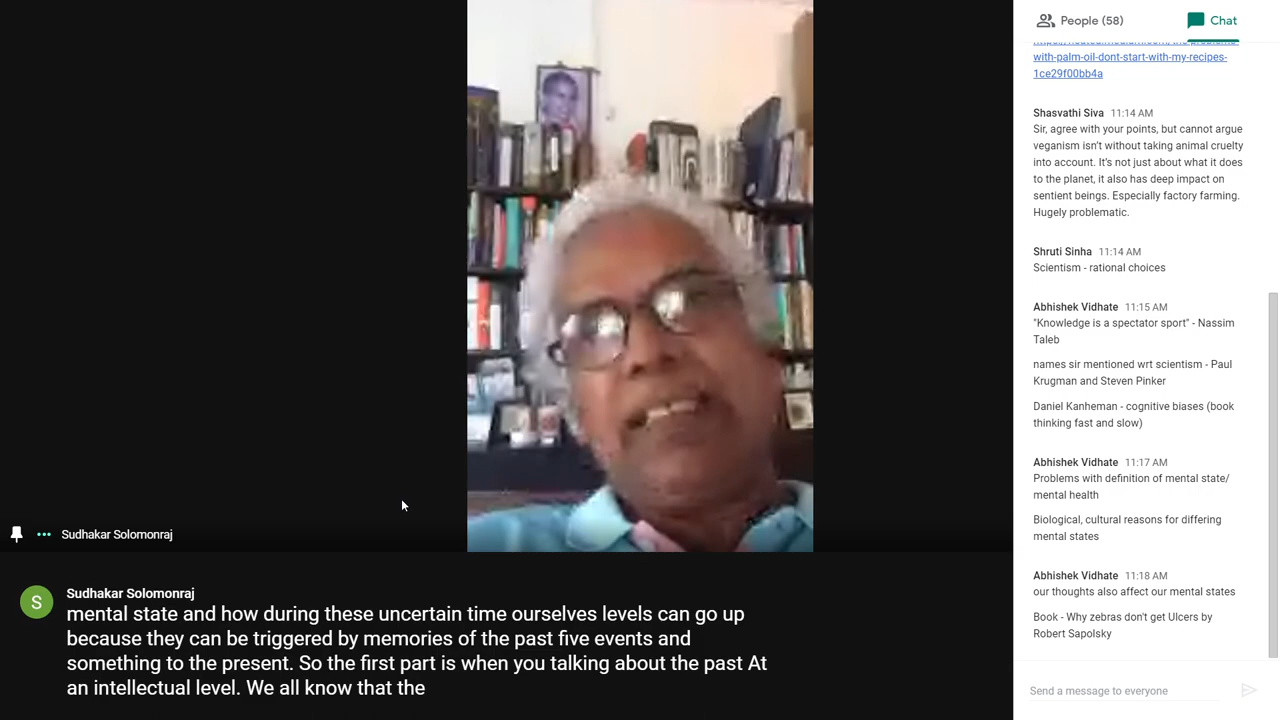 People (58)
Chat
with-palm-oil-dont-start-with-my-recipes-
1ce29f00bb4a
Shasvathi Siva 11:14 AM
Sir, agree with your points, but cannot argue
veganism isn't without taking animal cruelty
into account. It's not just about what it does
to the planet, it also has deep impact on
sentient beings. Especially factory farming.
Hugely problematic.
Shruti Sinha 11:14 AM
Scientism - rational choices
Abhishek Vidhate 11:15 AM
"Knowledge is a spectator sport" - Nassim
Taleb
names sir mentioned wrt scientism - Paul
Krugman and Steven Pinker
Daniel Kanheman - cognitive biases (book
thinking fast and slow)
Abhishek Vidhate 11:17 AM
Problems with definition of mental state/
mental health
Biological, cultural reasons for differing
mental states
Abhishek Vidhate 11:18 AM
our thoughts also affect our mental states
Book - Why zebras don't get Ulcers by
Robert Sapolsky
Send a message to everyone
Sudhakar Solomonraj
S
Sudhakar Solomonraj
mental state and how during these uncertain time ourselves levels can go up
because they can be triggered by memories of the past five events and
something to the present. So the first part is when you talking about the past At
an intellectual level. We all know that the